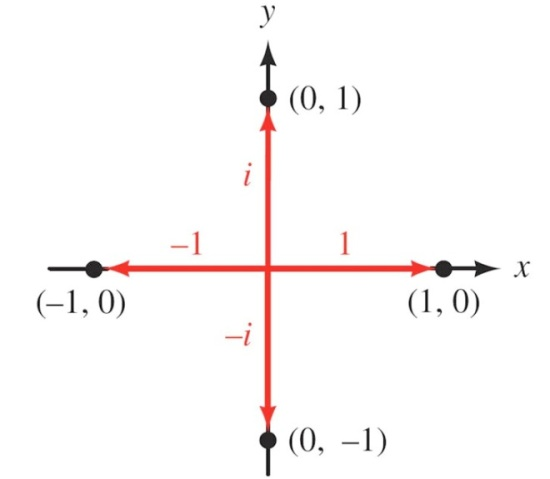 y
(0, 1)
i
–1
1
x
(–1, 0)
(1, 0)
–i
(0, –1)